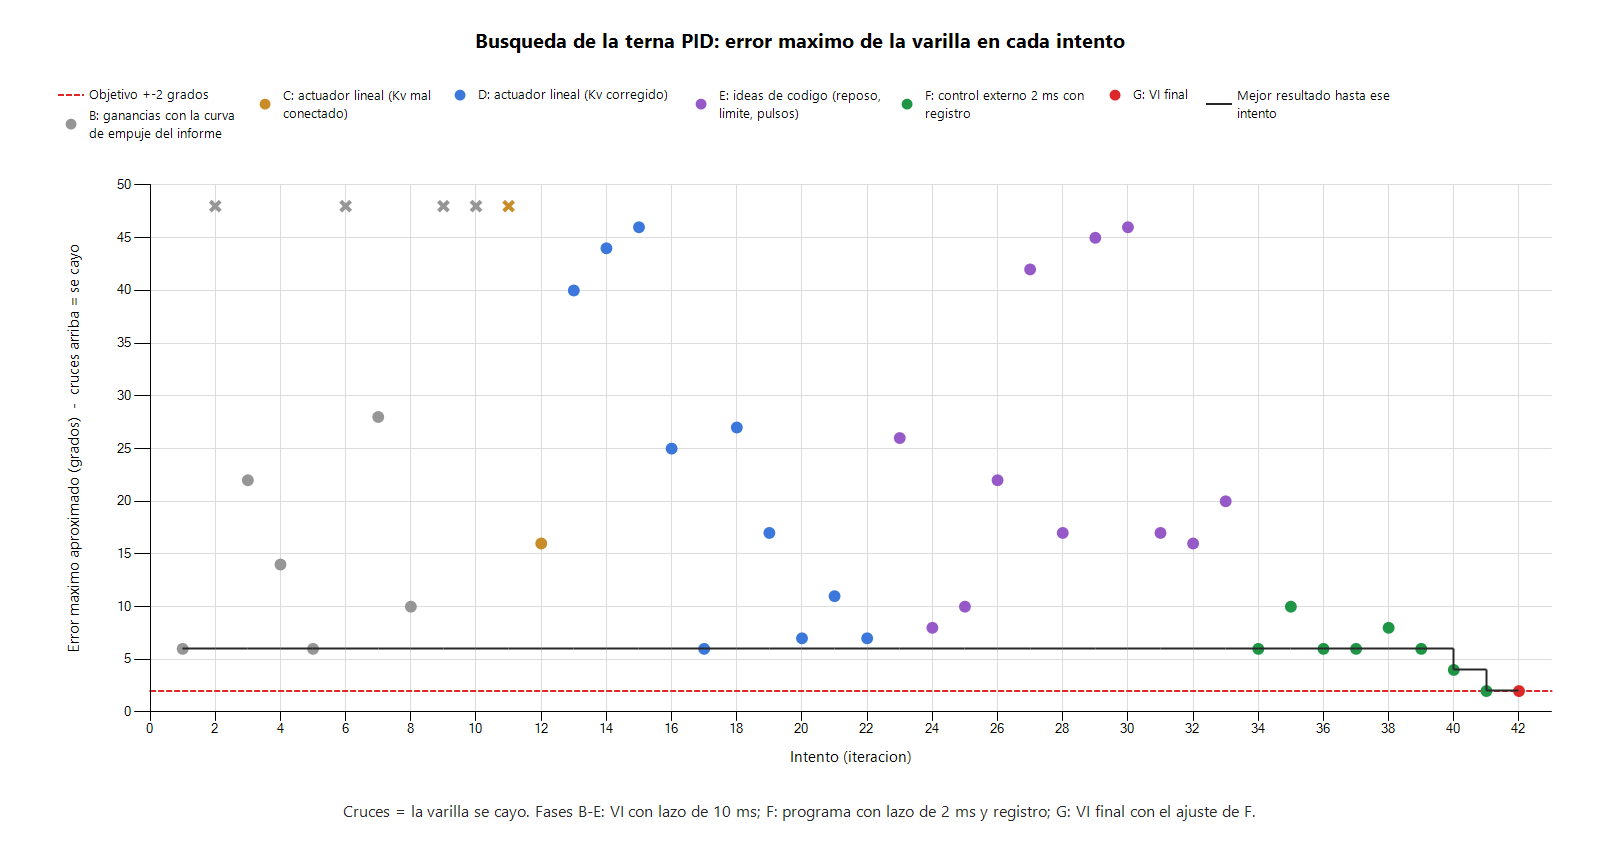 Busqueda de la terna PID: error maximo de la varilla en cada intento
Objetivo +-2 grados
B: ganancias con la curva
de empuje del informe
C: actuador lineal (Kv mal
conectado)
D: actuador lineal (Kv corregido)
E: ideas de codigo (reposo,
limite, pulsos)
F: control externo 2 ms con
registro
G: VI final
Mejor resultado hasta ese
intento
Error maximo aproximado (grados) - cruces arriba = se cayo
50
45
40
35
30
25
20
15
10
5
0
0 2 4 6 8 10 12 14 16 18 20 22 24 26 28 30 32 34 36 38 40 42
Intento (iteracion)
Cruces = la varilla se cayo. Fases B-E: VI con lazo de 10 ms; F: programa con lazo de 2 ms y registro; G: VI final con el ajuste de F.